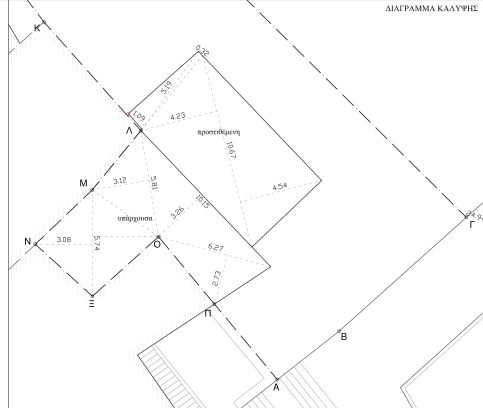 ΔΙΑΓΡΑΜΜΑ ΚΑΛΥΨΗΣ
Κ
0.32
5.19
1.09
4.23
Λ
προστιθέμενη
10.67
Μ
3.12
5.81
4.54
10.15
3.26
υπάρχουσα
Γ
Ν
3.08
5.74
Ο
6.27
2.73
Ξ
Π
Β
Α